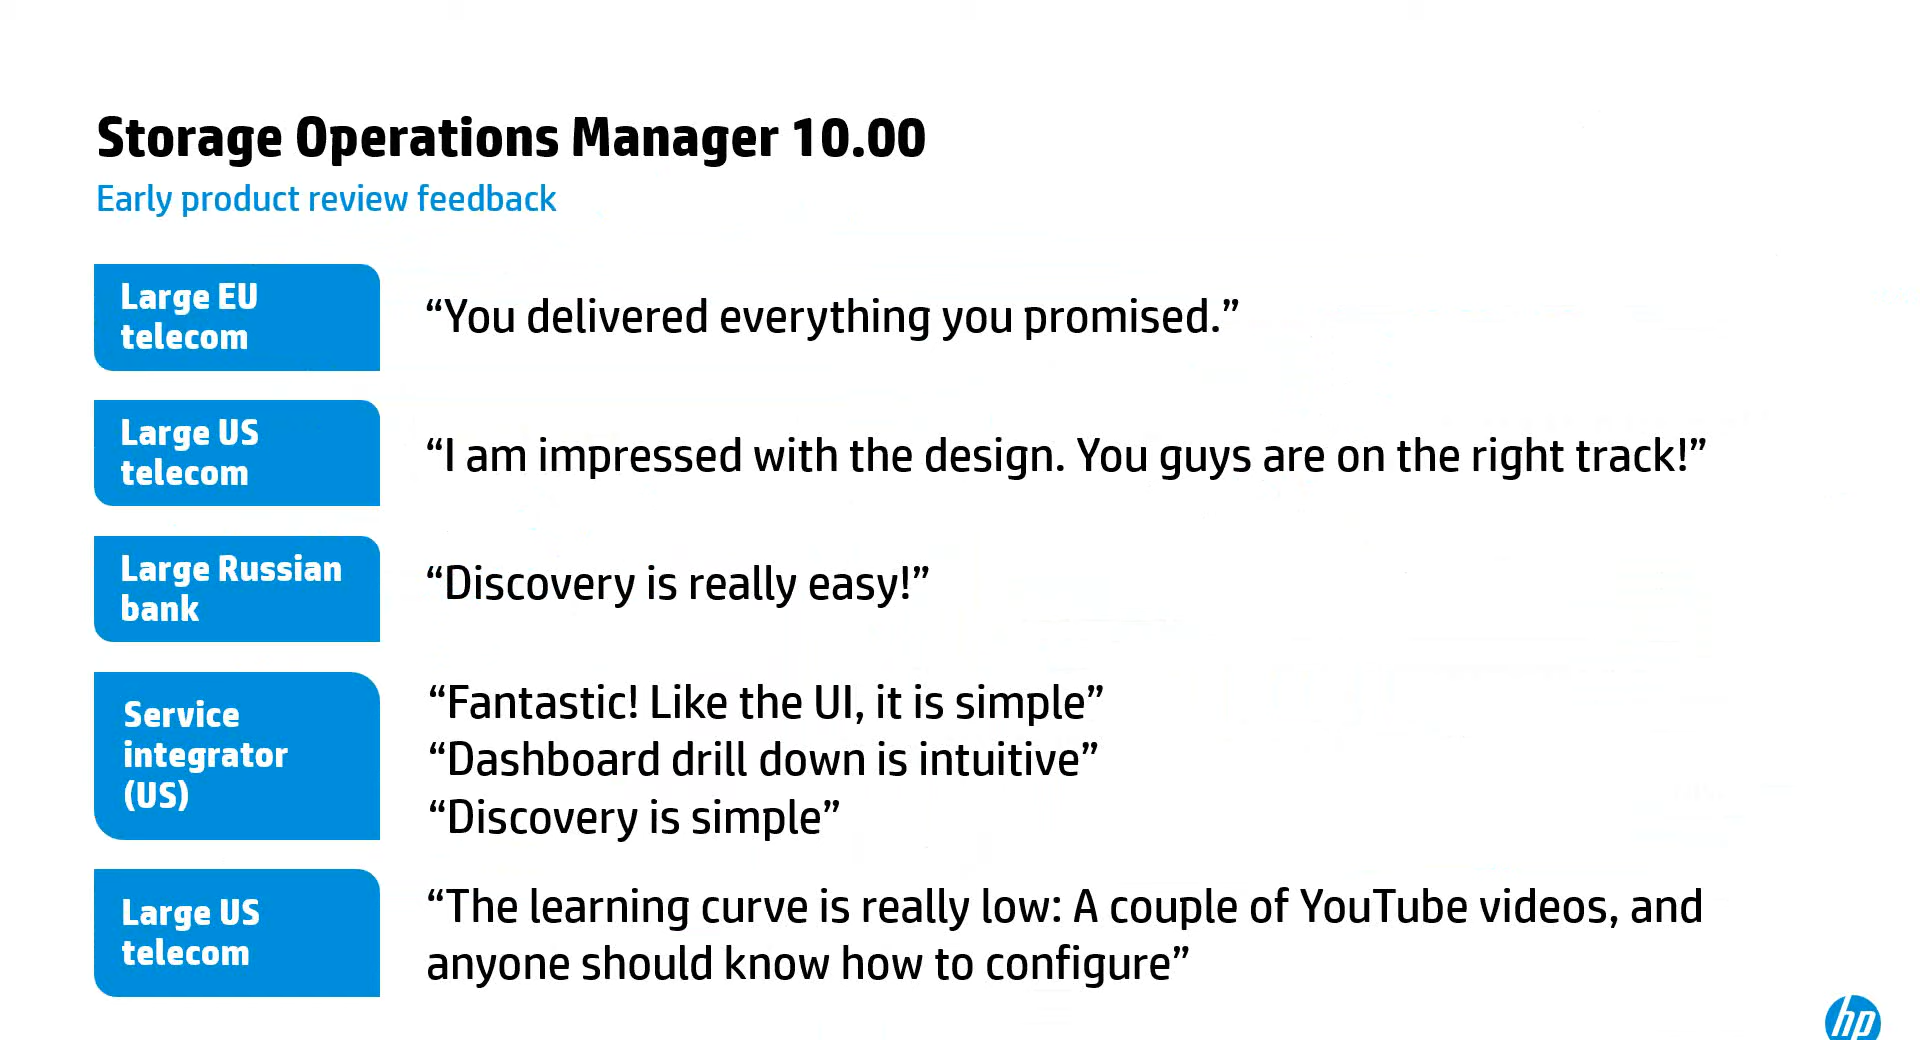 Storage Operations Manager 10.00
Early product review feedback
Large EU
telecom
“You delivered everything you promised.”
Large US
telecom
“I am impressed with the design. You guys are on the right track!”
Large Russian
bank
“Discovery is really easy!”
Service
integrator
(US)
“Fantastic! Like the UI, it is simple”
“Dashboard drill down is intuitive”
“Discovery is simple”
Large US
telecom
“The learning curve is really low: A couple of YouTube videos, and
anyone should know how to configure”
hp